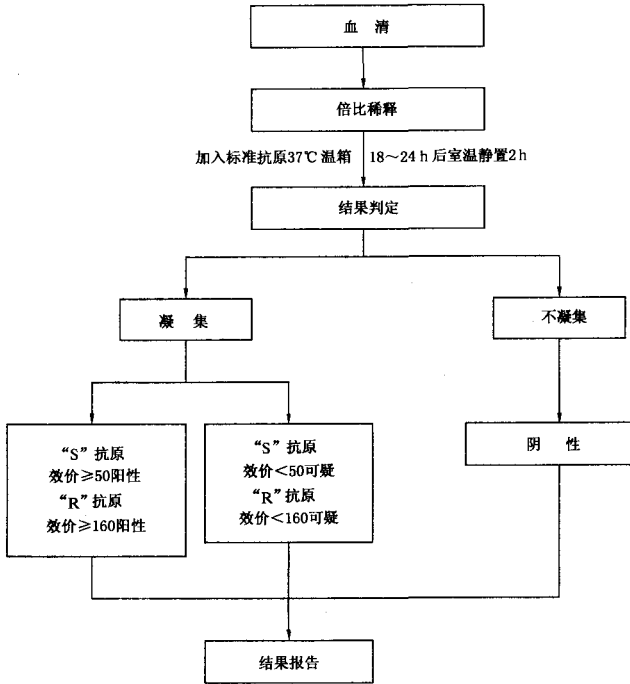 血 清
倍比稀释
加入标准抗原37℃温箱 18～24 h 后室温静置2 h
结果判定
凝 集
不凝集
“S”抗原
效价≥50阳性
“R”抗原
效价≥160阳性
“S”抗原
效价<50可疑
“R”抗原
效价<160可疑
阴 性
结果报告